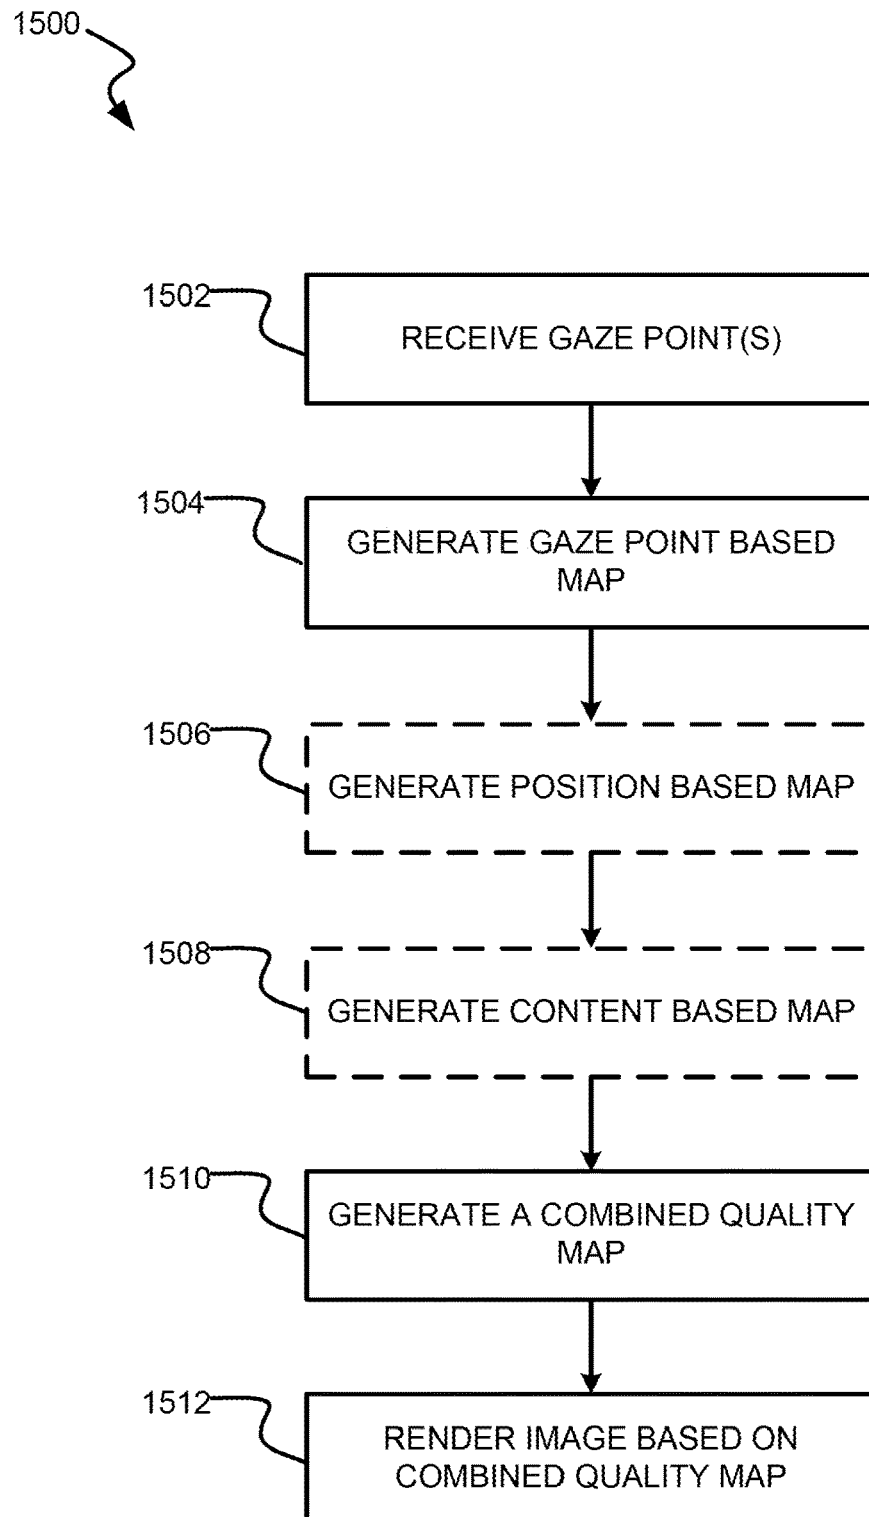 1500
1502
RECEIVE GAZE POINT(S)
1504
GENERATE GAZE POINT BASED
MAP
1506
GENERATE POSITION BASED MAP
1508
GENERATE CONTENT BASED MAP
1510
GENERATE A COMBINED QUALITY
MAP
1512
RENDER IMAGE BASED ON
COMBINED QUALITY MAP